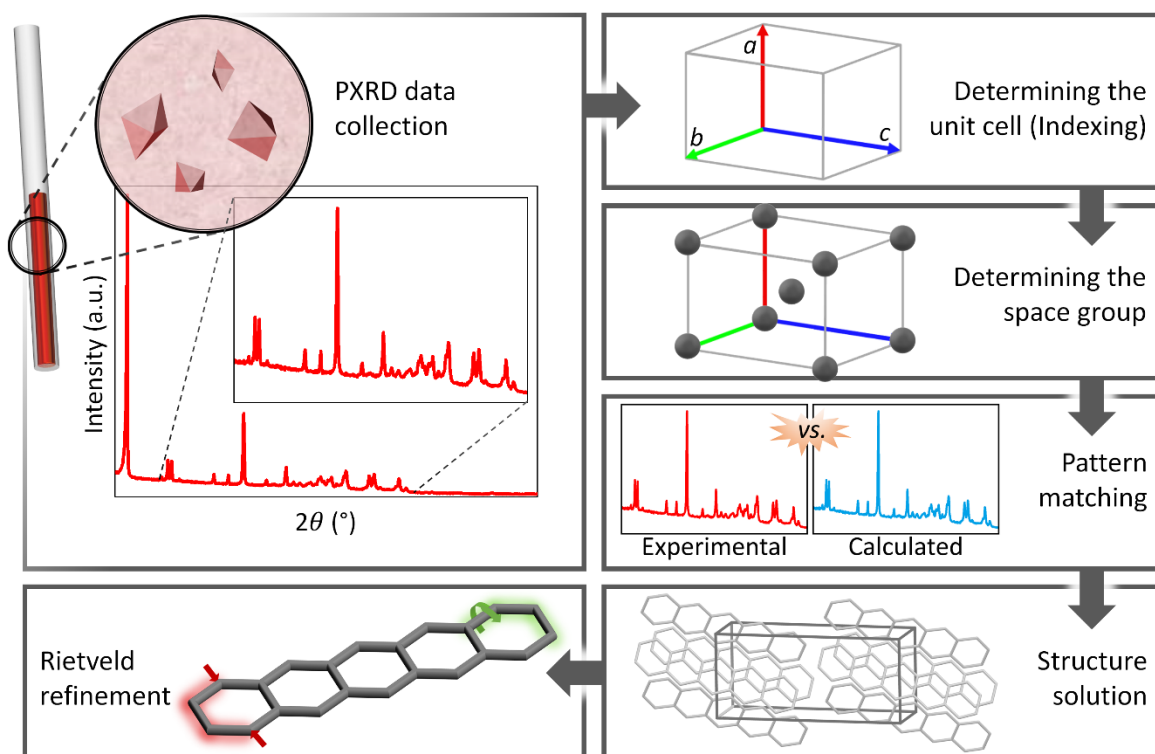 PXRD data
collection
Intensity (a.u.)
2θ (°)
a
b
c
Determining the
unit cell (Indexing)
Determining the
space group
vs.
Experimental
Calculated
Pattern
matching
Structure
solution
Rietveld
refinement